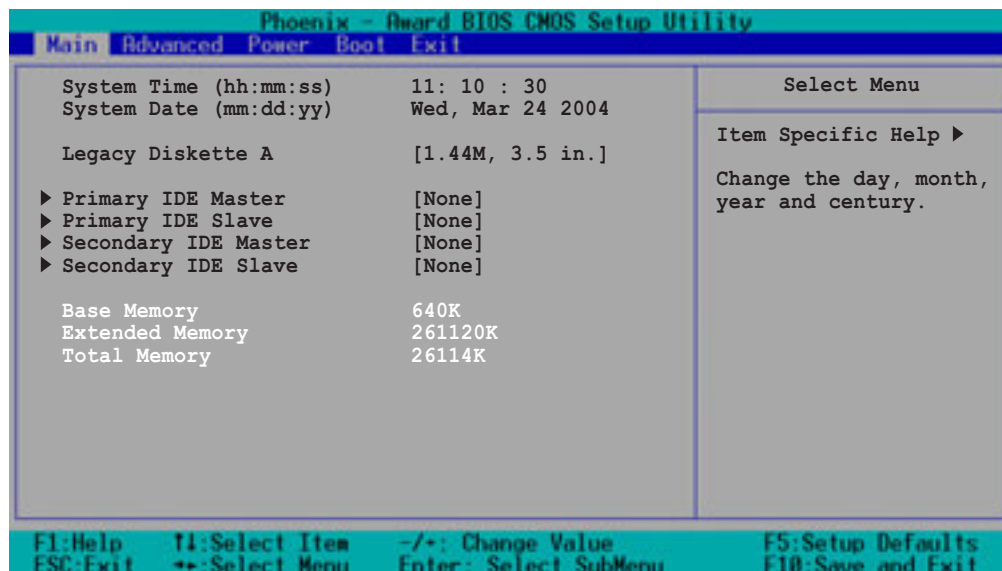 Phoenix - Award BIOS CMOS Setup Utility
Main Advanced Power Boot Exit
System Time (hh:mm:ss) 11: 10 : 30
System Date (mm:dd:yy) Wed, Mar 24 2004
Legacy Diskette A [1.44M, 3.5 in.]
Primary IDE Master [None]
Primary IDE Slave [None]
Secondary IDE Master [None]
Secondary IDE Slave [None]
Base Memory 640K
Extended Memory 261120K
Total Memory 26114K
Select Menu
Item Specific Help
Change the day, month,
year and century.
F1:Help ↑↓:Select Item -/+: Change Value F5:Setup Defaults
ESC:Exit ←→:Select Menu Enter: Select SubMenu F10:Save and Exit